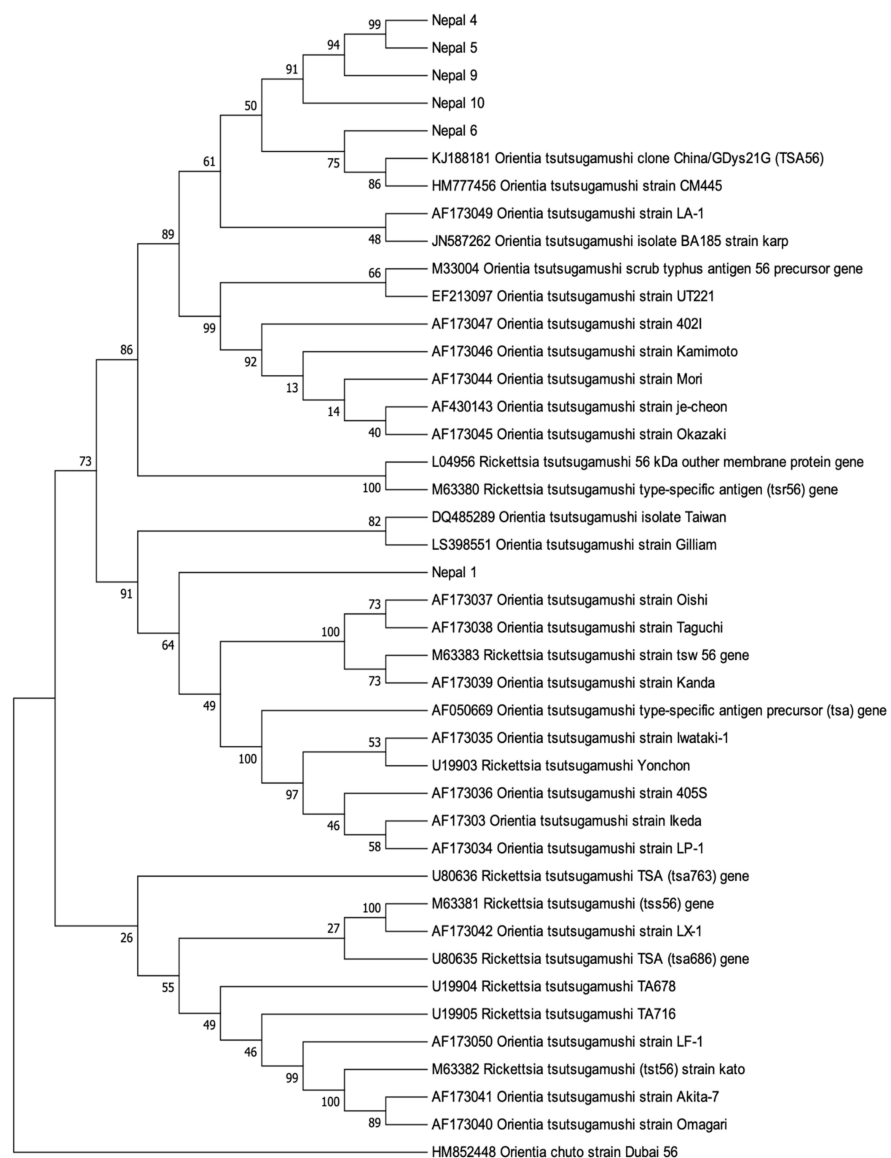 Nepal 4
99
Nepal 5
94
Nepal 9
91
Nepal 10
50
Nepal 6
75
KJ188181 Orientia tsutsugamushi clone China/GDys21G (TSA56)
86
HM777456 Orientia tsutsugamushi strain CM445
61
AF173049 Orientia tsutsugamushi strain LA-1
48
JN587262 Orientia tsutsugamushi isolate BA185 strain karp
89
M33004 Orientia tsutsugamushi scrub typhus antigen 56 precursor gene
66
EF213097 Orientia tsutsugamushi strain UT221
99
AF173047 Orientia tsutsugamushi strain 402I
92
AF173046 Orientia tsutsugamushi strain Kamimoto
13
AF173044 Orientia tsutsugamushi strain Mori
14
AF430143 Orientia tsutsugamushi strain je-cheon
40
AF173045 Orientia tsutsugamushi strain Okazaki
86
L04956 Rickettsia tsutsugamushi 56 kDa outher membrane protein gene
100
M63380 Rickettsia tsutsugamushi type-specific antigen (tsr56) gene
73
DQ485289 Orientia tsutsugamushi isolate Taiwan
82
LS398551 Orientia tsutsugamushi strain Gilliam
91
Nepal 1
64
AF173037 Orientia tsutsugamushi strain Oishi
73
AF173038 Orientia tsutsugamushi strain Taguchi
100
M63383 Rickettsia tsutsugamushi strain tsw 56 gene
73
AF173039 Orientia tsutsugamushi strain Kanda
49
AF050669 Orientia tsutsugamushi type-specific antigen precursor (tsa) gene
100
AF173035 Orientia tsutsugamushi strain Iwataki-1
53
U19903 Rickettsia tsutsugamushi Yonchon
97
AF173036 Orientia tsutsugamushi strain 405S
46
AF17303 Orientia tsutsugamushi strain Ikeda
58
AF173034 Orientia tsutsugamushi strain LP-1
U80636 Rickettsia tsutsugamushi TSA (tsa763) gene
26
M63381 Rickettsia tsutsugamushi (tss56) gene
100
AF173042 Orientia tsutsugamushi strain LX-1
27
U80635 Rickettsia tsutsugamushi TSA (tsa686) gene
55
U19904 Rickettsia tsutsugamushi TA678
49
U19905 Rickettsia tsutsugamushi TA716
46
AF173050 Orientia tsutsugamushi strain LF-1
99
M63382 Rickettsia tsutsugamushi (tst56) strain kato
100
AF173041 Orientia tsutsugamushi strain Akita-7
89
AF173040 Orientia tsutsugamushi strain Omagari
HM852448 Orientia chuto strain Dubai 56